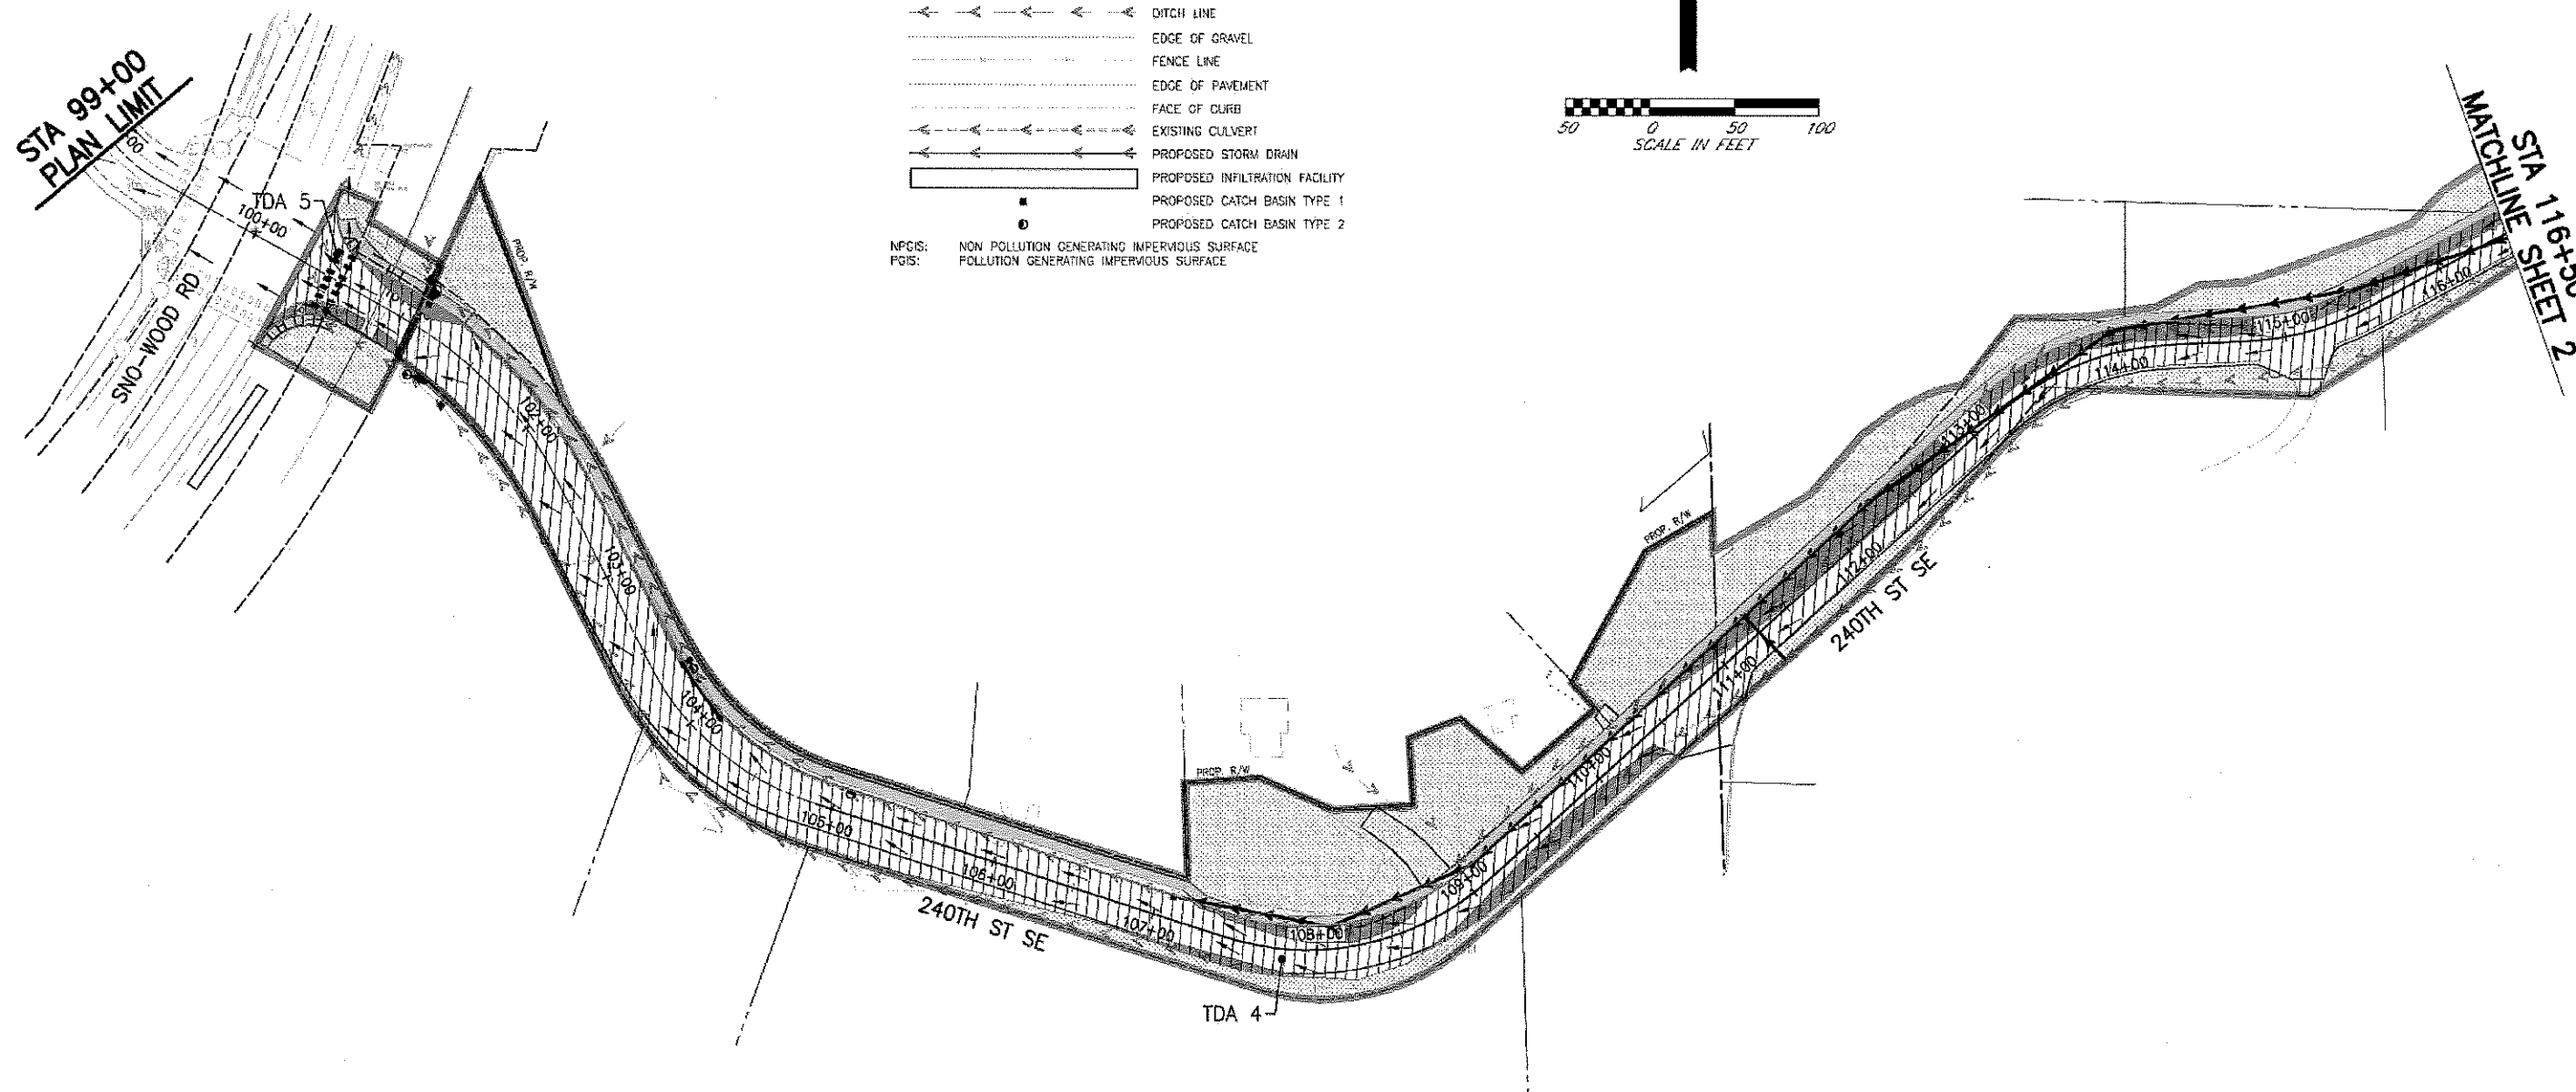 DITCH LINE
EDGE OF GRAVEL
FENCE LINE
EDGE OF PAVEMENT
FACE OF CURB
EXISTING CULVERT
PROPOSED STORM DRAIN
PROPOSED INFILTRATION FACILITY
PROPOSED CATCH BASIN TYPE 1
PROPOSED CATCH BASIN TYPE 2
NPGIS: NON POLLUTION GENERATING IMPERVIOUS SURFACE
PGIS: POLLUTION GENERATING IMPERVIOUS SURFACE
50 0 50 100
SCALE IN FEET
STA 99+00
PLAN LIMIT
STA 116+50
MATCHLINE SHEET 2
TDA 5
100+00
SNO-WOOD RD
PROP. R/W
102+00
103+00
104+00
105+00
106+00
107+00
108+00
109+00
110+00
111+00
112+00
113+00
114+00
115+00
116+00
PROP. R/W
PROP. R/W
240TH ST SE
240TH ST SE
TDA 4